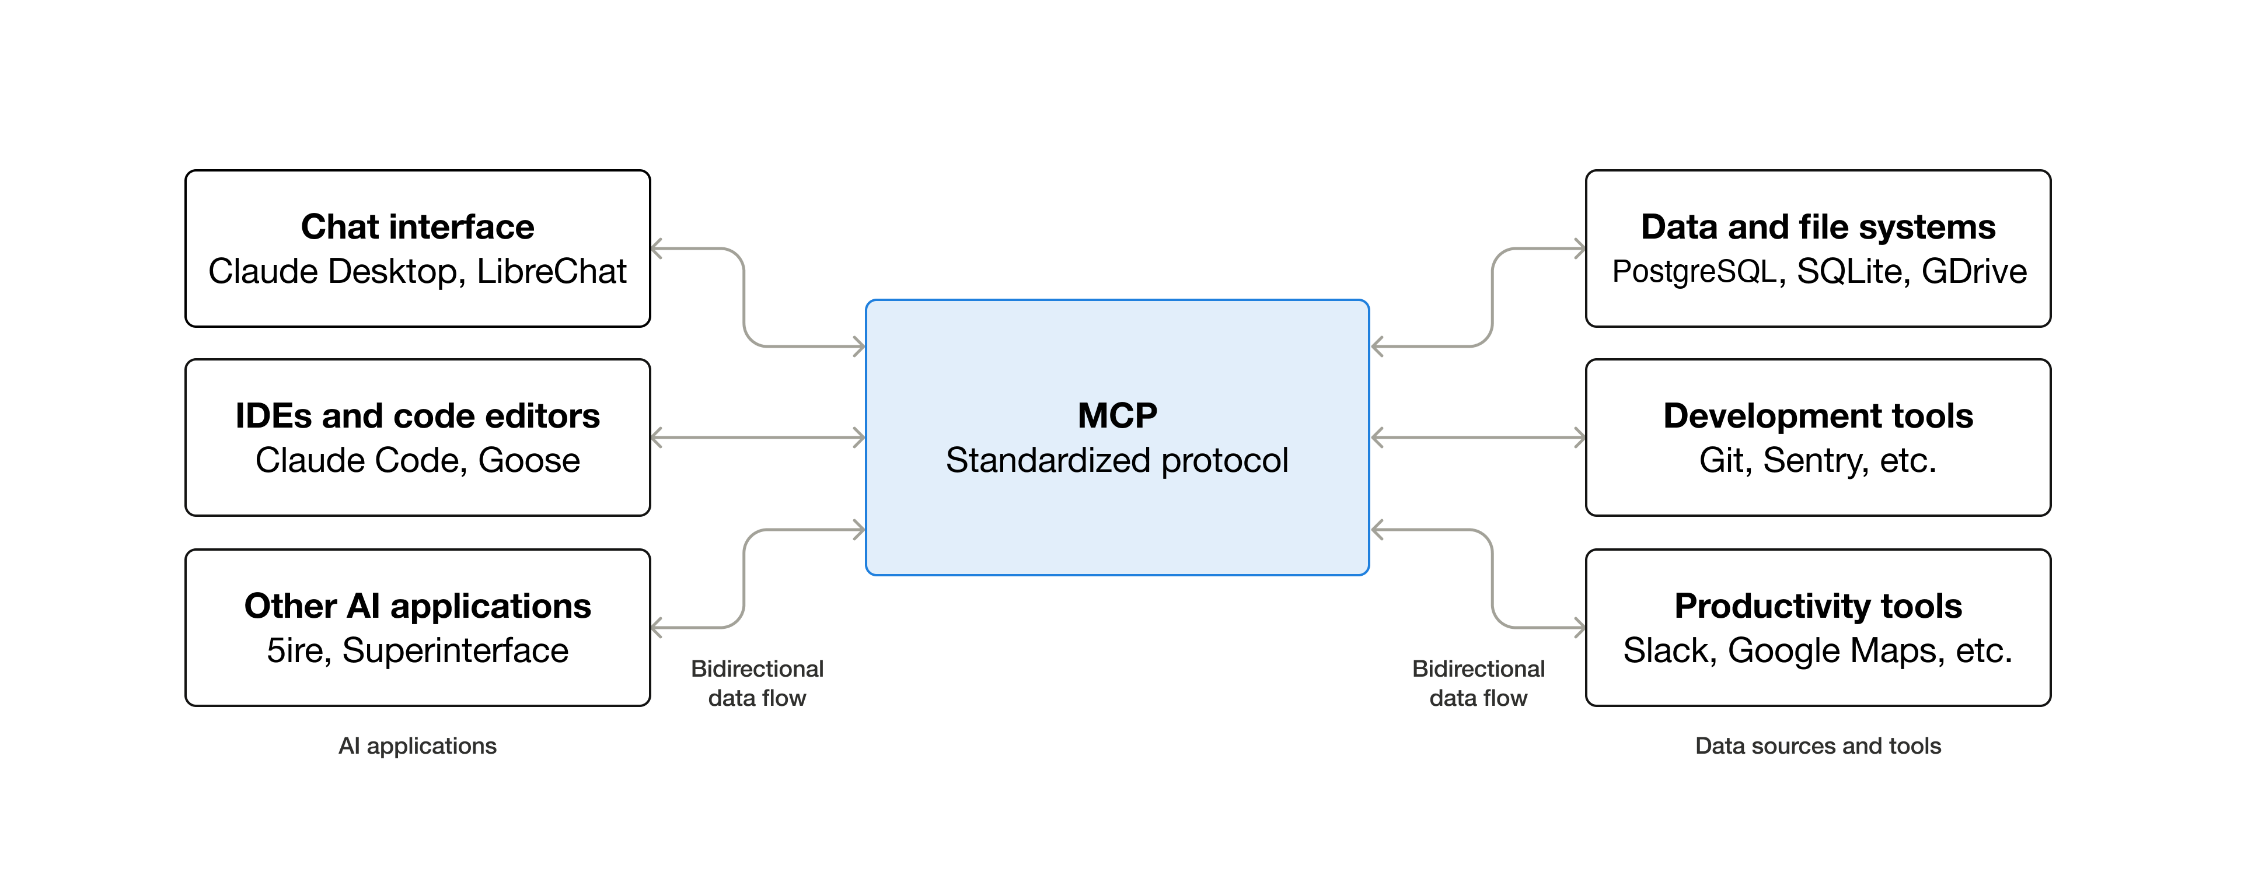 Chat interface
Claude Desktop, LibreChat
IDEs and code editors
Claude Code, Goose
Other AI applications
5ire, Superinterface
AI applications
Bidirectional
data flow
MCP
Standardized protocol
Bidirectional
data flow
Data and file systems
PostgreSQL, SQLite, GDrive
Development tools
Git, Sentry, etc.
Productivity tools
Slack, Google Maps, etc.
Data sources and tools